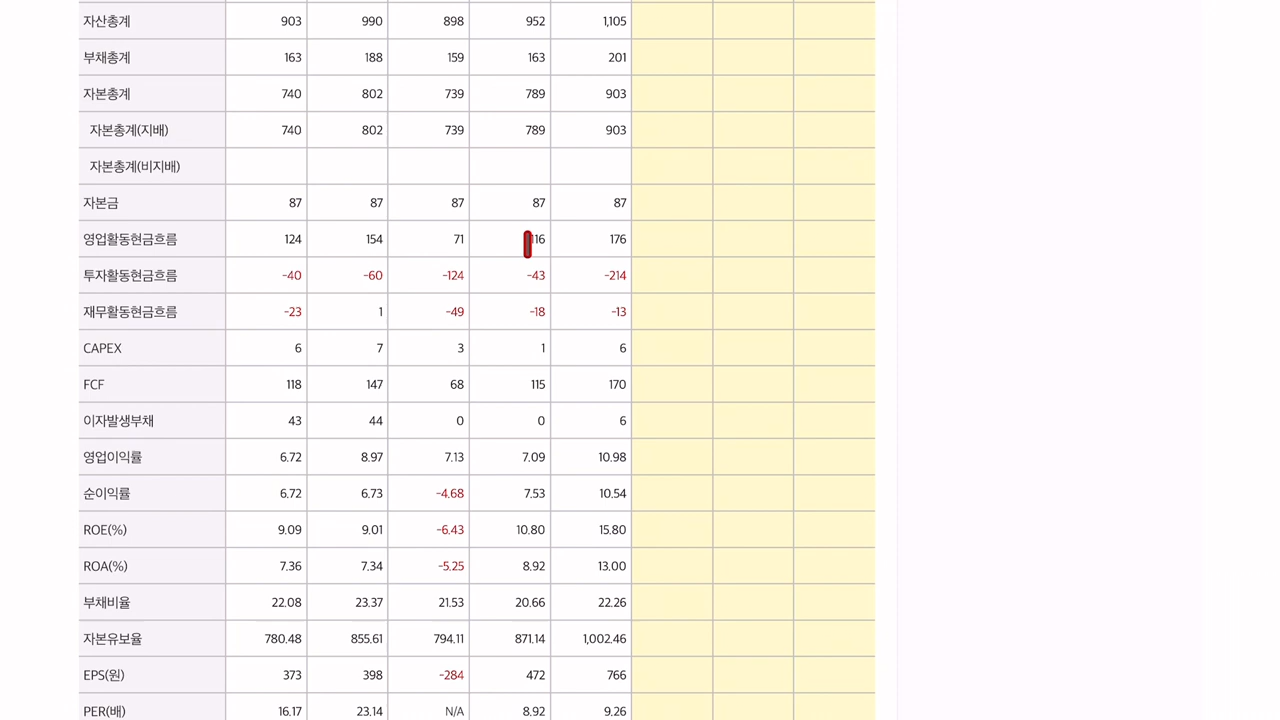 자산총계 903 990 898 952 1,105
부채총계 163 188 159 163 201
자본총계 740 802 739 789 903
자본총계(지배) 740 802 739 789 903
자본총계(비지배)
자본금 87 87 87 87 87
영업활동현금흐름 124 154 71 116 176
투자활동현금흐름 -40 -60 -124 -43 -214
재무활동현금흐름 -23 1 -49 -18 -13
CAPEX 6 7 3 1 6
FCF 118 147 68 115 170
이자발생부채 43 44 0 0 6
영업이익률 6.72 8.97 7.13 7.09 10.98
순이익률 6.72 6.73 -4.68 7.53 10.54
ROE(%) 9.09 9.01 -6.43 10.80 15.80
ROA(%) 7.36 7.34 -5.25 8.92 13.00
부채비율 22.08 23.37 21.53 20.66 22.26
자본유보율 780.48 855.61 794.11 871.14 1,002.46
EPS(원) 373 398 -284 472 766
PER(배) 16.17 23.14 N/A 8.92 9.26